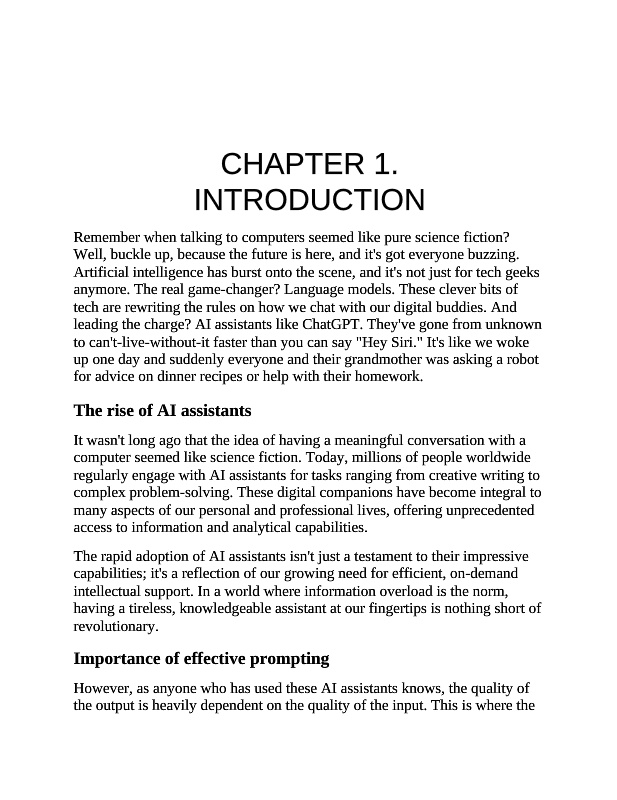 CHAPTER 1.
INTRODUCTION
Remember when talking to computers seemed like pure science fiction?
Well, buckle up, because the future is here, and it's got everyone buzzing.
Artificial intelligence has burst onto the scene, and it's not just for tech geeks
anymore. The real game-changer? Language models. These clever bits of
tech are rewriting the rules on how we chat with our digital buddies. And
leading the charge? AI assistants like ChatGPT. They've gone from unknown
to can't-live-without-it faster than you can say "Hey Siri." It's like we woke
up one day and suddenly everyone and their grandmother was asking a robot
for advice on dinner recipes or help with their homework.
The rise of AI assistants
It wasn't long ago that the idea of having a meaningful conversation with a
computer seemed like science fiction. Today, millions of people worldwide
regularly engage with AI assistants for tasks ranging from creative writing to
complex problem-solving. These digital companions have become integral to
many aspects of our personal and professional lives, offering unprecedented
access to information and analytical capabilities.
The rapid adoption of AI assistants isn't just a testament to their impressive
capabilities; it's a reflection of our growing need for efficient, on-demand
intellectual support. In a world where information overload is the norm,
having a tireless, knowledgeable assistant at our fingertips is nothing short of
revolutionary.
Importance of effective prompting
However, as anyone who has used these AI assistants knows, the quality of
the output is heavily dependent on the quality of the input. This is where the